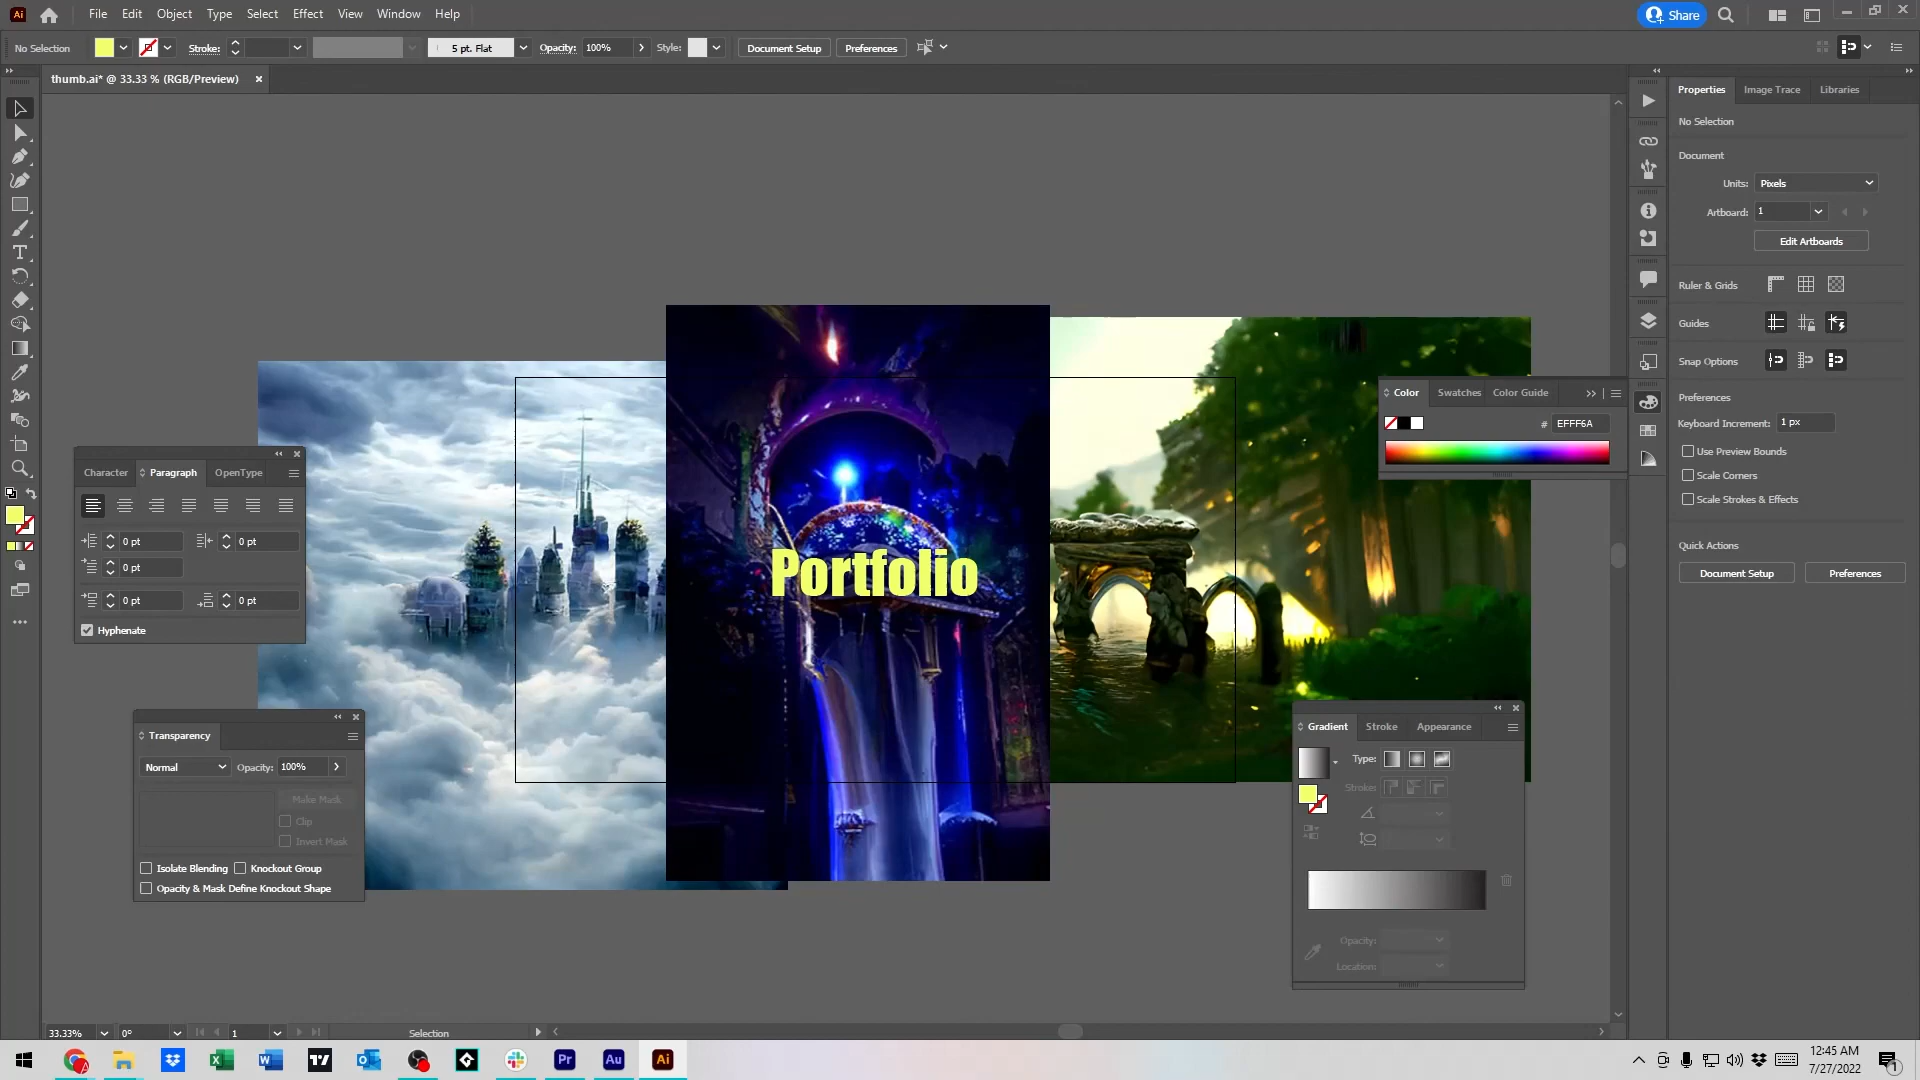 Ai File Edit Object Type Select Effect View Window Help Share
No Selection Stroke: 5 pt. Flat Opacity: 100% Style: Document Setup Preferences
thumb.ai* @ 33.33 % (RGB/Preview)
Properties Image Trace Libraries
No Selection
Document
Units: Pixels
Artboard: 1
Edit Artboards
Ruler & Grids
Guides
Snap Options
Preferences
Keyboard Increment: 1 px
Use Preview Bounds
Scale Corners
Scale Strokes & Effects
Quick Actions
Document Setup Preferences
Color Swatches Color Guide
# EFFF6A
Character Paragraph OpenType
0 pt 0 pt
0 pt
0 pt 0 pt
Hyphenate
Portfolio
Transparency
Normal Opacity: 100%
Make Mask
Clip
Invert Mask
Isolate Blending Knockout Group
Opacity & Mask Define Knockout Shape
Gradient Stroke Appearance
Type:
Stroke:
Opacity:
Location:
33.33% 0° 1 Selection
Pr Au Ai
12:45 AM
7/27/2022
1